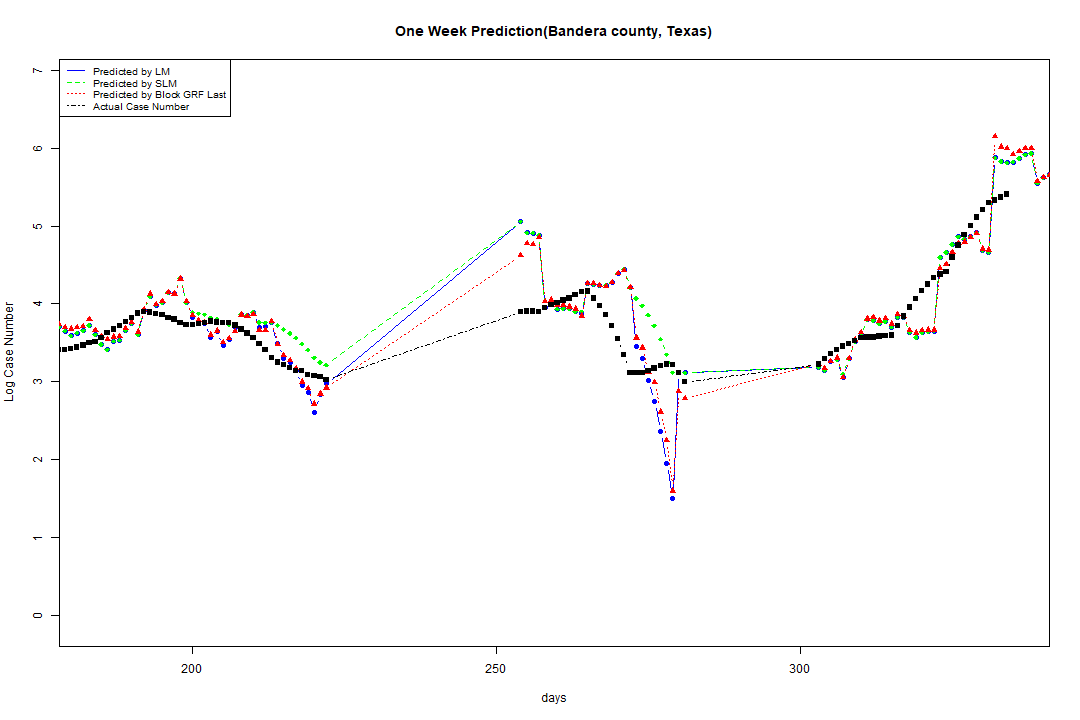 One Week Prediction(Bandera county, Texas)
Predicted by LM
Predicted by SLM
Predicted by Block GRF Last
Actual Case Number
7
6
5
4
3
2
1
0
Log Case Number
200 250 300
days